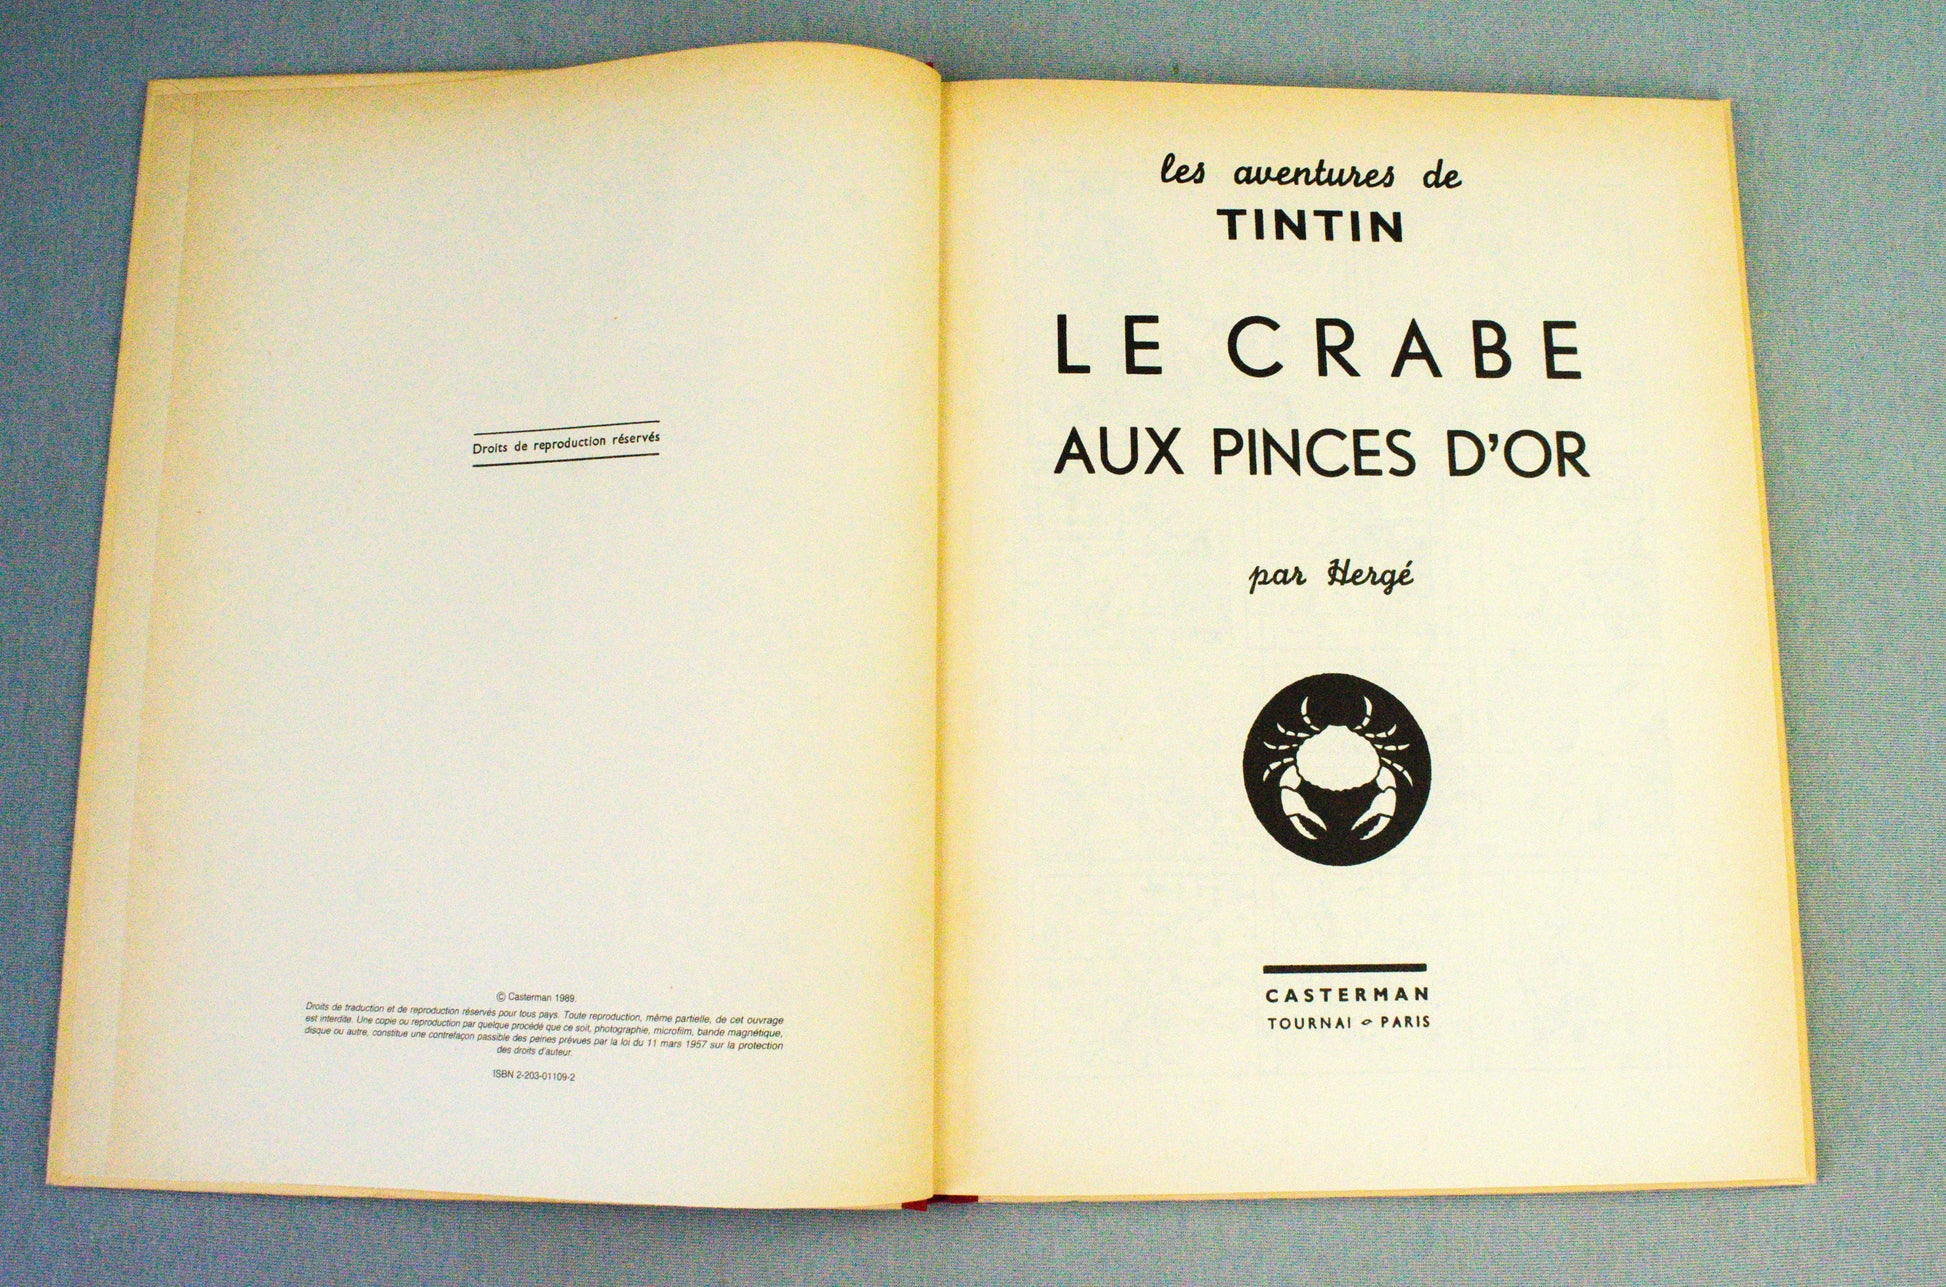 Droits de reproduction réservés
© Casterman 1989.
Droits de traduction et de reproduction réservés pour tous pays. Toute reproduction, même partielle, de cet ouvrage
est interdite. Une copie ou reproduction par quelque procédé que ce soit, photographie, microfilm, bande magnétique,
disque ou autre, constitue une contrefaçon passible des peines prévues par la loi du 11 mars 1957 sur la protection
des droits d'auteur.
ISBN 2-203-01109-2
les aventures de
TINTIN
LE CRABE
AUX PINCES D'OR
par Hergé
CASTERMAN
TOURNAI PARIS